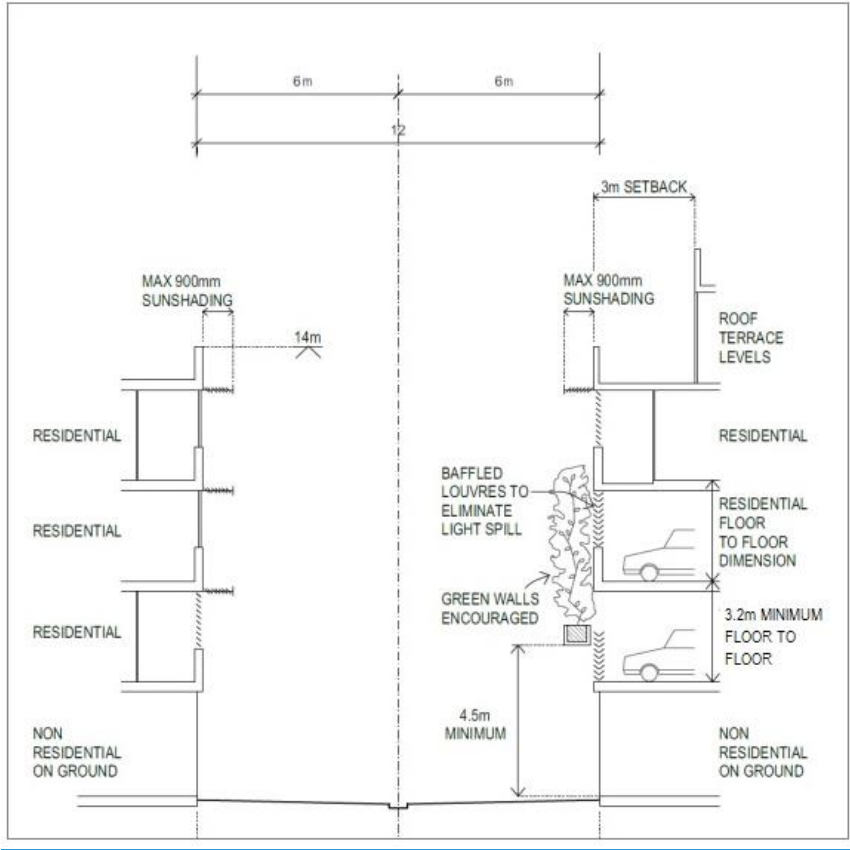 6m
6m
12
3m SETBACK
MAX 900mm
SUNSHADING
MAX 900mm
SUNSHADING
14m
ROOF
TERRACE
LEVELS
RESIDENTIAL
RESIDENTIAL
BAFFLED
LOUVRES TO
ELIMINATE
LIGHT SPILL
RESIDENTIAL
FLOOR
TO FLOOR
DIMENSION
RESIDENTIAL
GREEN WALLS
ENCOURAGED
3.2m MINIMUM
FLOOR TO
FLOOR
RESIDENTIAL
4.5m
MINIMUM
NON
RESIDENTIAL
ON GROUND
NON
RESIDENTIAL
ON GROUND